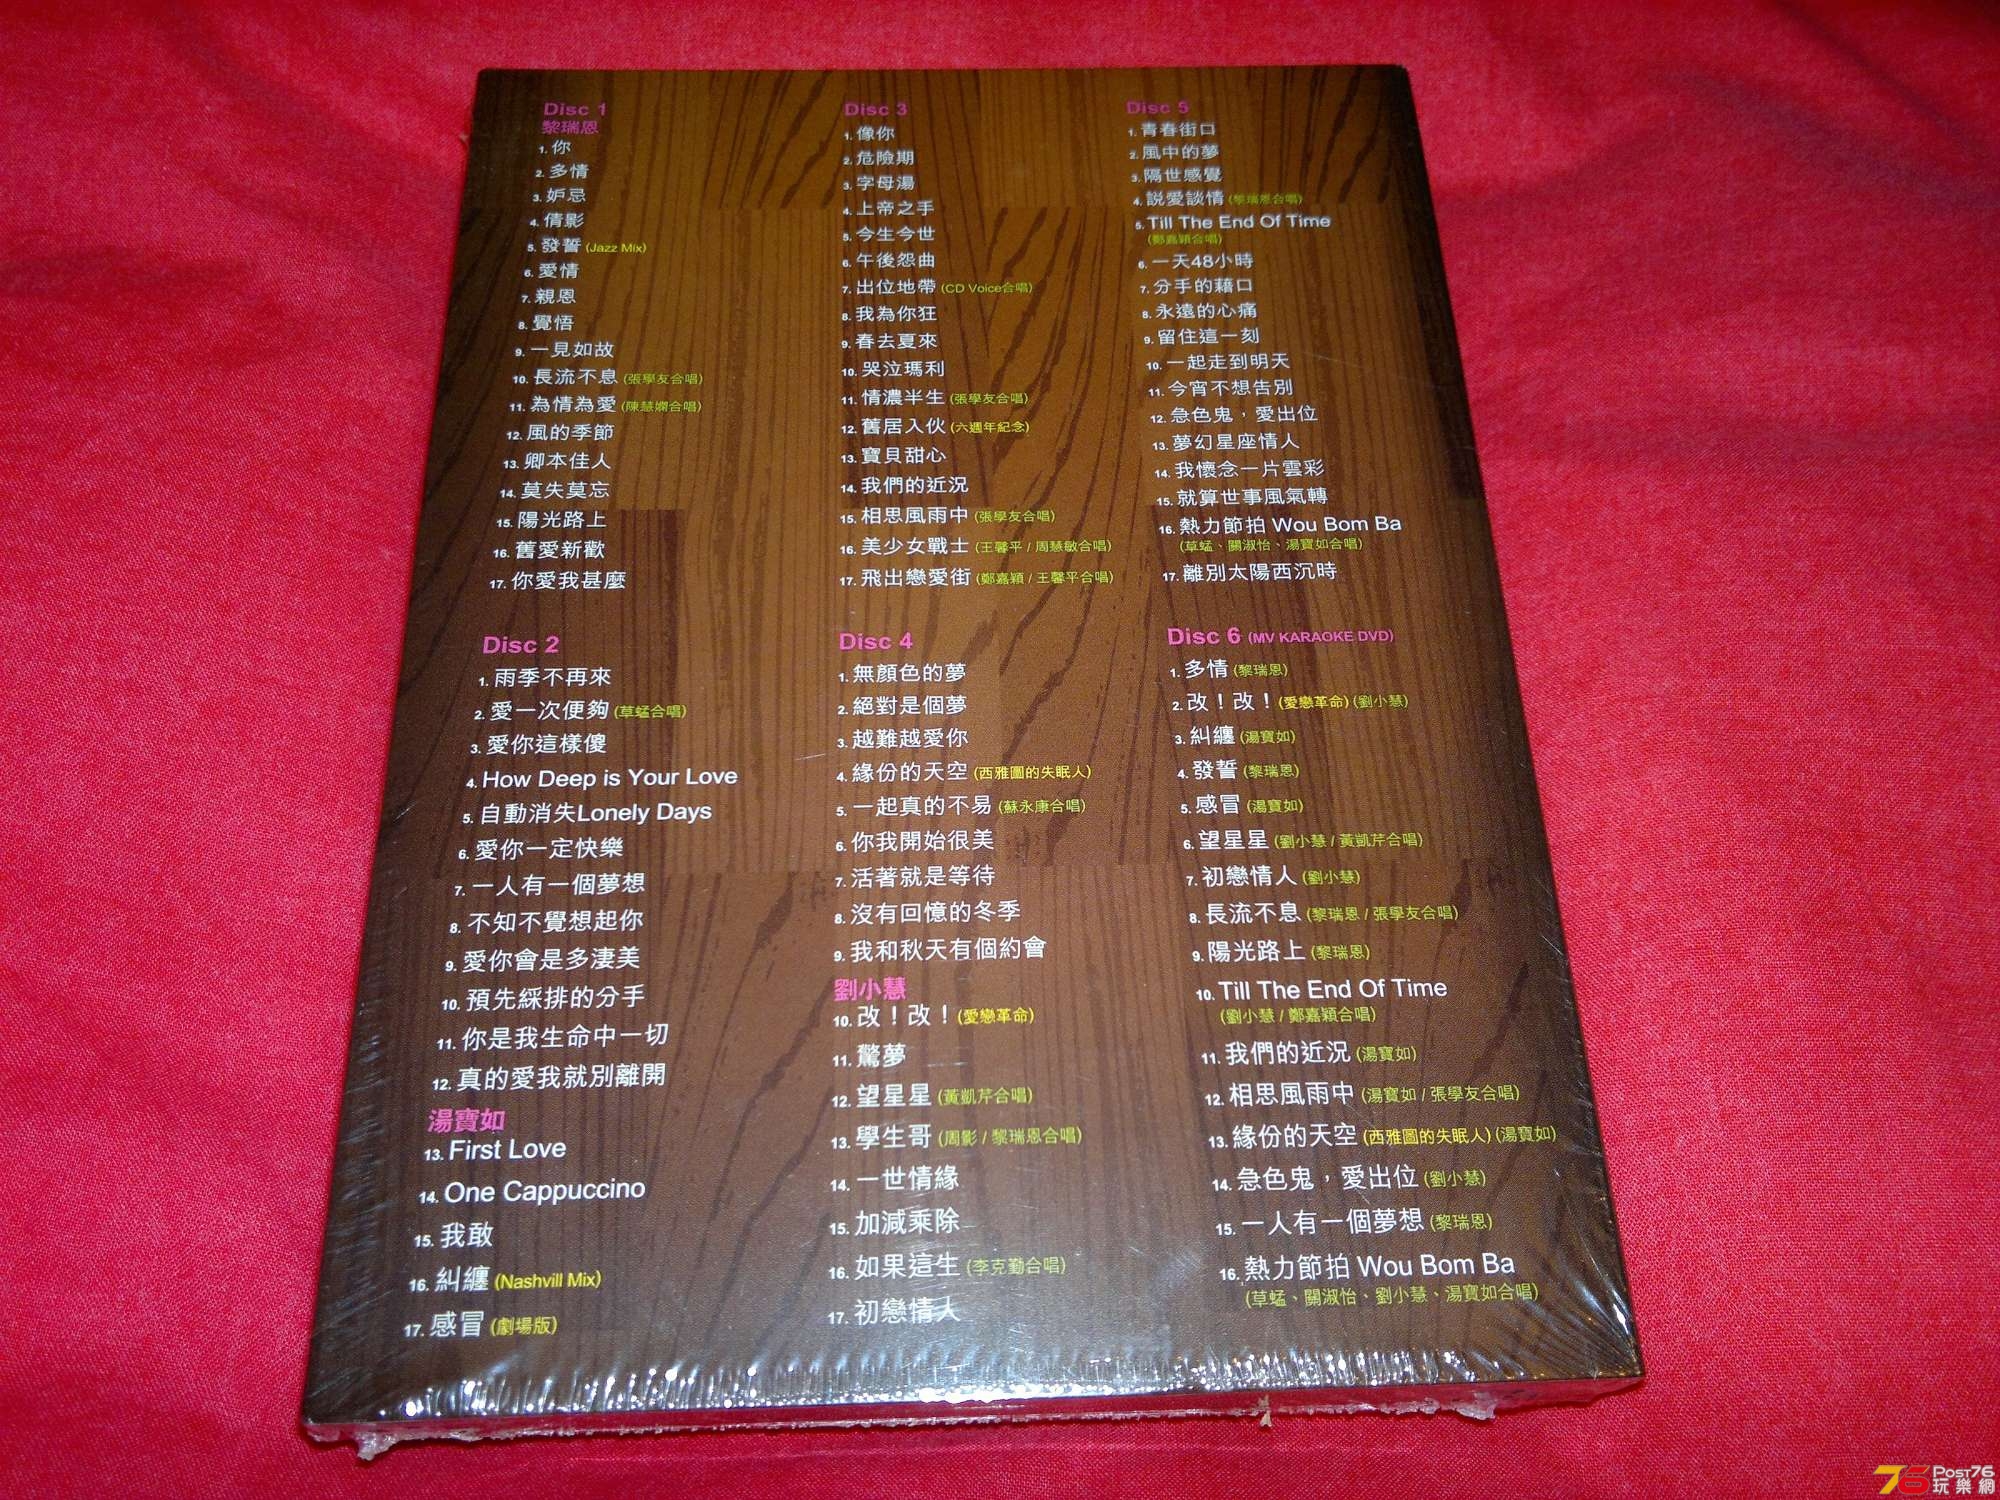 Disc 1
黎瑞恩
1. 你
2. 多情
3. 妒忌
4. 倩影
5. 發誓 (Jazz Mix)
6. 愛情
7. 親恩
8. 覺悟
9. 一見如故
10. 長流不息 (張學友合唱)
11. 為情為愛 (陳慧嫻合唱)
12. 風的季節
13. 卿本佳人
14. 莫失莫忘
15. 陽光路上
16. 舊愛新歡
17. 你愛我甚麼
Disc 2
1. 雨季不再來
2. 愛一次便夠 (草蜢合唱)
3. 愛你這樣傻
4. How Deep is Your Love
5. 自動消失Lonely Days
6. 愛你一定快樂
7. 一人有一個夢想
8. 不知不覺想起你
9. 愛你會是多淒美
10. 預先綵排的分手
11. 你是我生命中一切
12. 真的愛我就別離開
湯寶如
13. First Love
14. One Cappuccino
15. 我敢
16. 糾纏 (Nashvill Mix)
17. 感冒 (劇場版)
Disc 3
1. 像你
2. 危險期
3. 字母湯
4. 上帝之手
5. 今生今世
6. 午後怨曲
7. 出位地帶 (CD Voice合唱)
8. 我為你狂
9. 春去夏來
10. 哭泣瑪利
11. 情濃半生 (張學友合唱)
12. 舊居入伙 (六週年紀念)
13. 寶貝甜心
14. 我們的近況
15. 相思風雨中 (張學友合唱)
16. 美少女戰士 (王馨平 / 周慧敏合唱)
17. 飛出戀愛街 (鄭嘉穎 / 王馨平合唱)
Disc 4
1. 無顏色的夢
2. 絕對是個夢
3. 越難越愛你
4. 緣份的天空 (西雅圖的失眠人)
5. 一起真的不易 (蘇永康合唱)
6. 你我開始很美
7. 活著就是等待
8. 沒有回憶的冬季
9. 我和秋天有個約會
劉小慧
10. 改！改！(愛戀革命)
11. 驚夢
12. 望星星 (黃凱芹合唱)
13. 學生哥 (周影 / 黎瑞恩合唱)
14. 一世情緣
15. 加減乘除
16. 如果這生 (李克勤合唱)
17. 初戀情人
Disc 5
1. 青春街口
2. 風中的夢
3. 隔世感覺
4. 説愛談情 (黎瑞恩合唱)
5. Till The End Of Time
(鄭嘉穎合唱)
6. 一天48小時
7. 分手的藉口
8. 永遠的心痛
9. 留住這一刻
10. 一起走到明天
11. 今宵不想告別
12. 急色鬼，愛出位
13. 夢幻星座情人
14. 我懷念一片雲彩
15. 就算世事風氣轉
16. 熱力節拍 Wou Bom Ba
(草蜢、關淑怡、湯寶如合唱)
17. 離別太陽西沉時
Disc 6 (MV KARAOKE DVD)
1. 多情 (黎瑞恩)
2. 改！改！(愛戀革命) (劉小慧)
3. 糾纏 (湯寶如)
4. 發誓 (黎瑞恩)
5. 感冒 (湯寶如)
6. 望星星 (劉小慧 / 黃凱芹合唱)
7. 初戀情人 (劉小慧)
8. 長流不息 (黎瑞恩 / 張學友合唱)
9. 陽光路上 (黎瑞恩)
10. Till The End Of Time
(劉小慧 / 鄭嘉穎合唱)
11. 我們的近況 (湯寶如)
12. 相思風雨中 (湯寶如 / 張學友合唱)
13. 緣份的天空 (西雅圖的失眠人) (湯寶如)
14. 急色鬼，愛出位 (劉小慧)
15. 一人有一個夢想 (黎瑞恩)
16. 熱力節拍 Wou Bom Ba
(草蜢、關淑怡、劉小慧、湯寶如合唱)
76 POST76
玩樂網